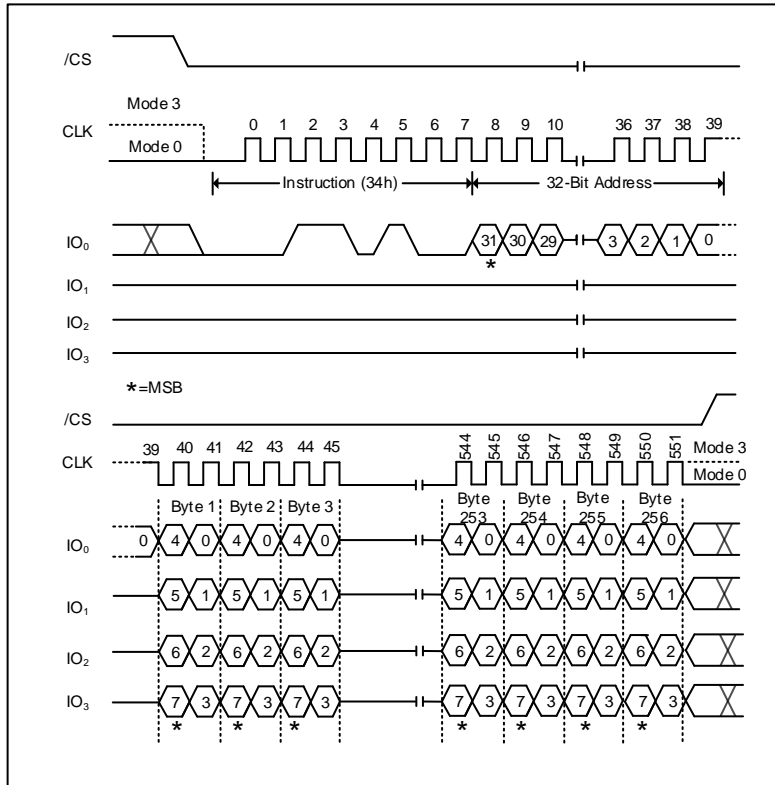 /CS
Mode 3
0 1 2 3 4 5 6 7 8 9 10 36 37 38 39
CLK
Mode 0
Instruction (34h) 32-Bit Address
IO0 31 30 29 3 2 1 0
*
IO1
IO2
IO3
*=MSB
/CS
39 40 41 42 43 44 45 544 545 546 547 548 549 550 551 Mode 3
CLK
Mode 0
Byte 1 Byte 2 Byte 3 Byte 253 Byte 254 Byte 255 Byte 256
IO0 0 4 0 4 0 4 0 4 0 4 0 4 0 4 0
IO1 5 1 5 1 5 1 5 1 5 1 5 1 5 1
IO2 6 2 6 2 6 2 6 2 6 2 6 2 6 2
IO3 7 3 7 3 7 3 7 3 7 3 7 3 7 3
* * * * * * *